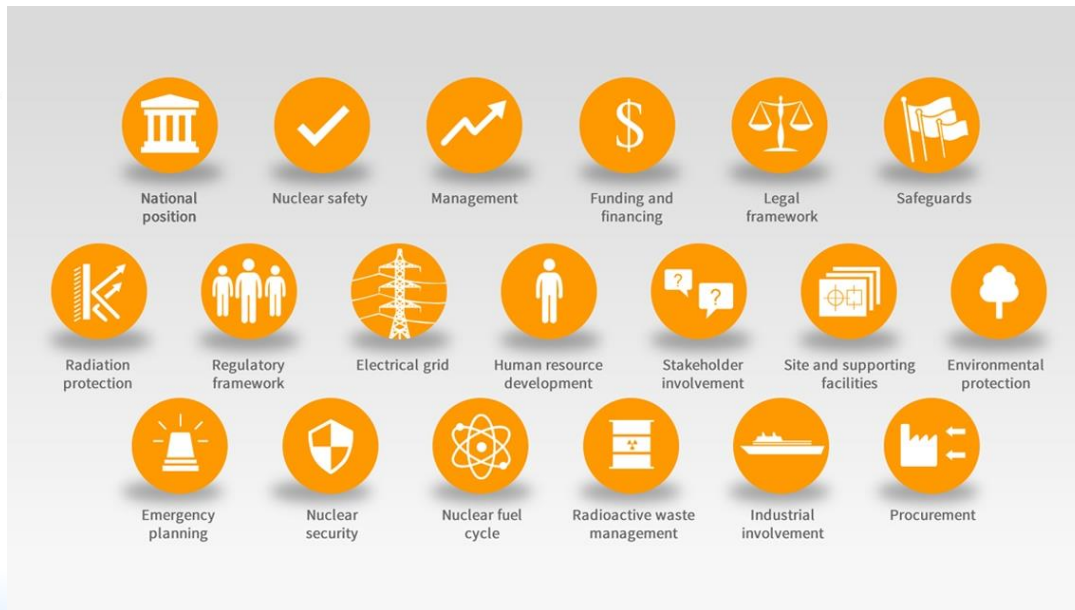 National
position
Nuclear safety
Management
$
Funding and
financing
Legal
framework
Safeguards
Radiation
protection
Regulatory
framework
Electrical grid
Human resource
development
?
?
Stakeholder
involvement
Site and supporting
facilities
Environmental
protection
Emergency
planning
Nuclear
security
Nuclear fuel
cycle
Radioactive waste
management
Industrial
involvement
Procurement